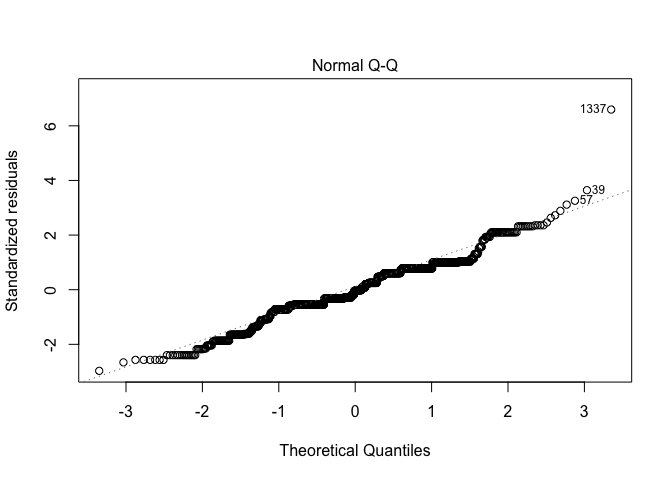 Normal Q-Q
1337
6
39
57
4
2
0
-2
Standardized residuals
-3 -2 -1 0 1 2 3
Theoretical Quantiles